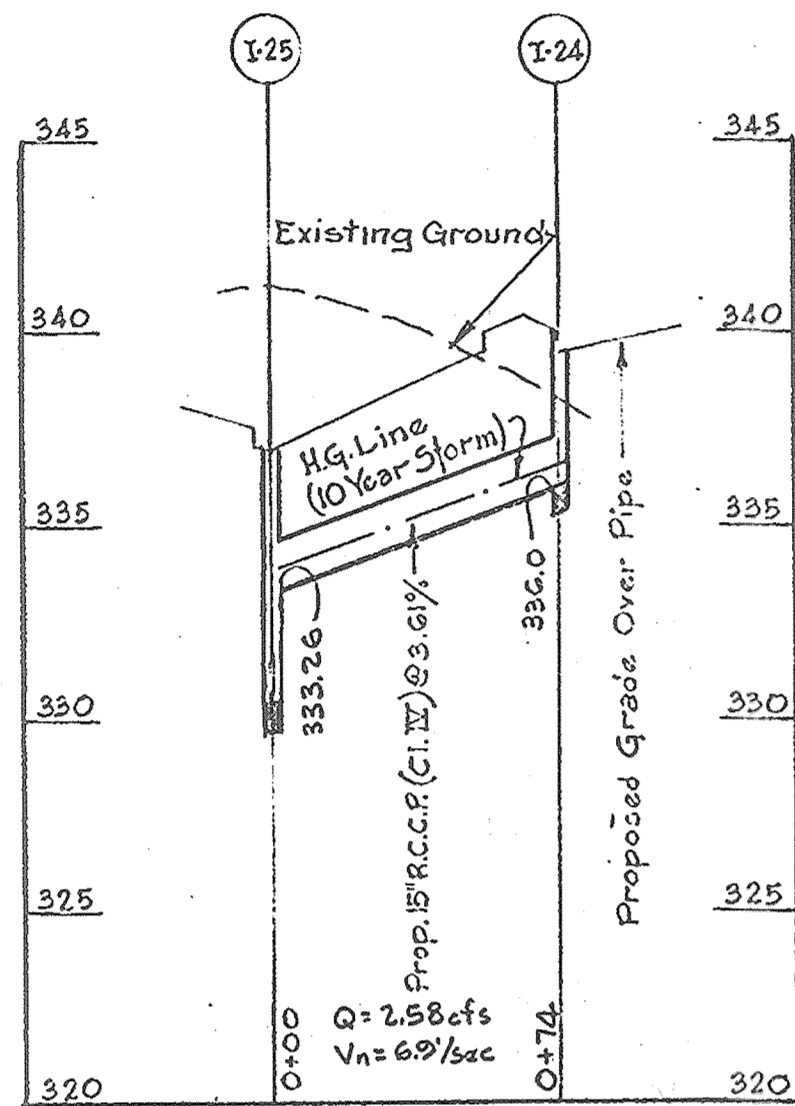 I-25
I-24
345
345
Existing Ground
340
340
H.G. Line
(10 Year Storm)
335
335
333.26
336.0
Prop. 15" R.C.C.P. (Cl. IV) @ 3.61%
Proposed Grade Over Pipe
330
330
325
325
0+00
Q = 2.58 cfs
Vn = 6.9'/sec
0+74
320
320